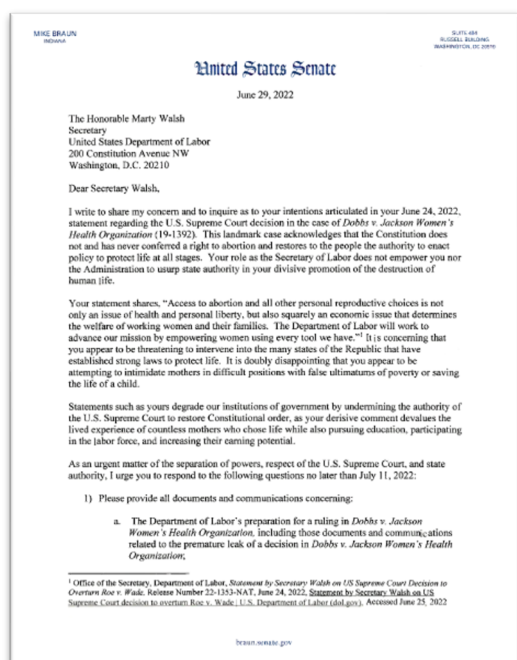 MIKE BRAUN
INDIANA
SUITE 404
RUSSELL BUILDING
WASHINGTON, DC 20510
United States Senate
June 29, 2022
The Honorable Marty Walsh
Secretary
United States Department of Labor
200 Constitution Avenue NW
Washington, D.C. 20210
Dear Secretary Walsh,
I write to share my concern and to inquire as to your intentions articulated in your June 24, 2022,
statement regarding the U.S. Supreme Court decision in the case of Dobbs v. Jackson Women's
Health Organization (19-1392). This landmark case acknowledges that the Constitution does
not and has never conferred a right to abortion and restores to the people the authority to enact
policy to protect life at all stages. Your role as the Secretary of Labor does not empower you nor
the Administration to usurp state authority in your divisive promotion of the destruction of
human life.
Your statement shares, “Access to abortion and all other personal reproductive choices is not
only an issue of health and personal liberty, but also squarely an economic issue that determines
the welfare of working women and their families. The Department of Labor will work to
advance our mission by empowering women using every tool we have.”1 It is concerning that
you appear to be threatening to intervene into the many states of the Republic that have
established strong laws to protect life. It is doubly disappointing that you appear to be
attempting to intimidate mothers in difficult positions with false ultimatums of poverty or saving
the life of a child.
Statements such as yours degrade our institutions of government by undermining the authority of
the U.S. Supreme Court to restore Constitutional order, as your derisive comment devalues the
lived experience of countless mothers who chose life while also pursuing education, participating
in the labor force, and increasing their earning potential.
As an urgent matter of the separation of powers, respect of the U.S. Supreme Court, and state
authority, I urge you to respond to the following questions no later than July 11, 2022:
1) Please provide all documents and communications concerning:
a. The Department of Labor's preparation for a ruling in Dobbs v. Jackson
Women's Health Organization, including those documents and communications
related to the premature leak of a decision in Dobbs v. Jackson Women's Health
Organization;
1 Office of the Secretary, Department of Labor, Statement by Secretary Walsh on US Supreme Court Decision to
Overturn Roe v. Wade, Release Number 22-1353-NAT, June 24, 2022, Statement by Secretary Walsh on US
Supreme Court decision to overturn Roe v. Wade | U.S. Department of Labor (dol.gov). Accessed June 25, 2022
braun.senate.gov